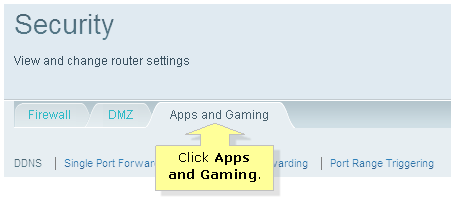 Security
View and change router settings
Firewall DMZ Apps and Gaming
DDNS | Single Port Forwa warding | Port Range Triggering
Click Apps
and Gaming.